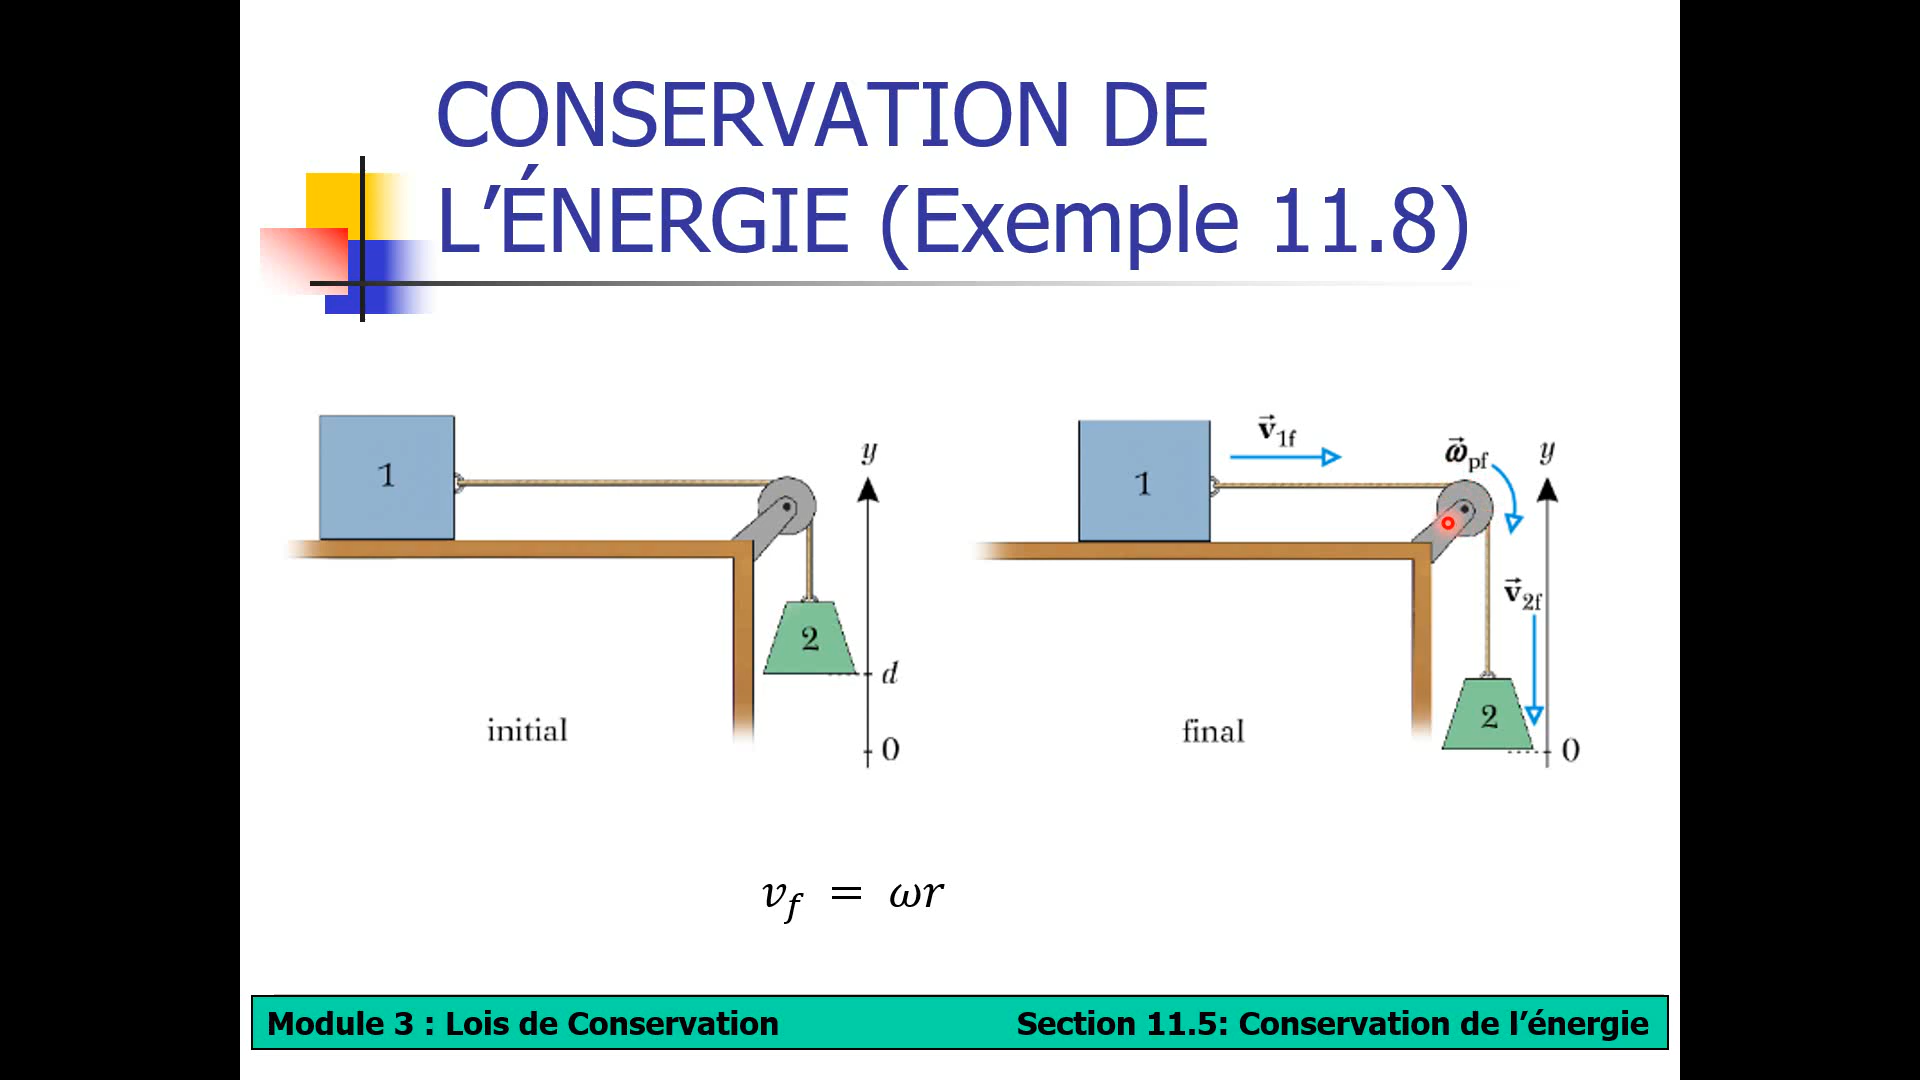 CONSERVATION DE
L’ÉNERGIE (Exemple 11.8)
1
y
2
d
0
initial
1
v⃗1f
ω⃗pf
y
v⃗2f
2
0
final
vf = ωr
Module 3 : Lois de Conservation
Section 11.5: Conservation de l’énergie